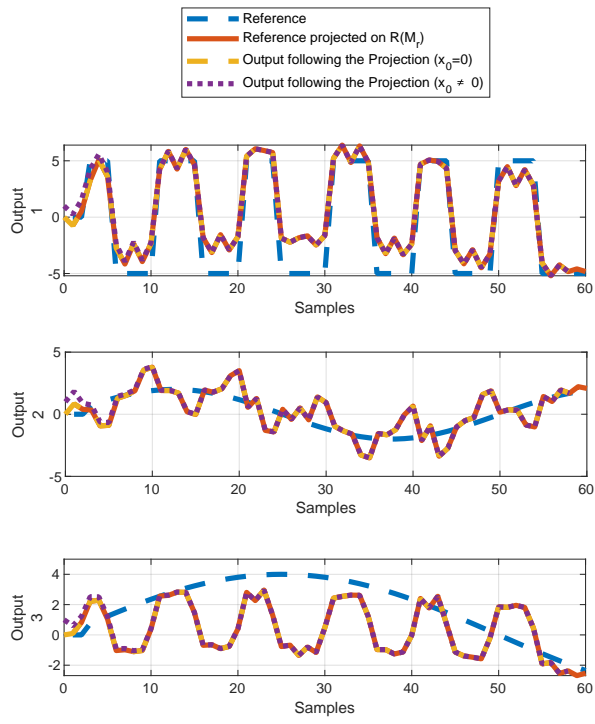 Reference
Reference projected on R(M_r)
Output following the Projection (x_0=0)
Output following the Projection (x_0 ≠ 0)
Output
1
5
0
-5
0 10 20 30 40 50 60
Samples
Output
2
5
0
-5
0 10 20 30 40 50 60
Samples
Output
3
4
2
0
-2
0 10 20 30 40 50 60
Samples